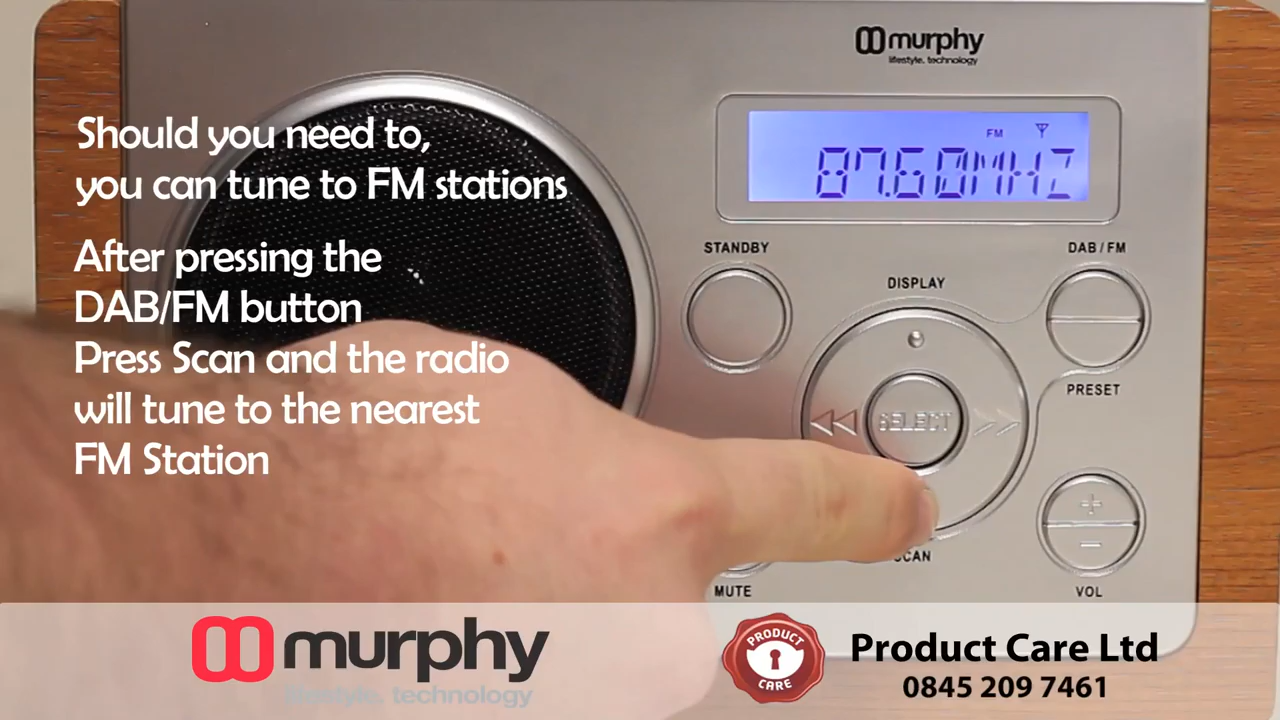 murphy
lifestyle. technology
Should you need to,
you can tune to FM stations
After pressing the
DAB/FM button
Press Scan and the radio
will tune to the nearest
FM Station
FM
87.60MHZ
STANDBY
DAB / FM
DISPLAY
SELECT
PRESET
SCAN
MUTE
VOL
murphy
lifestyle. technology
PRODUCT
CARE
Product Care Ltd
0845 209 7461